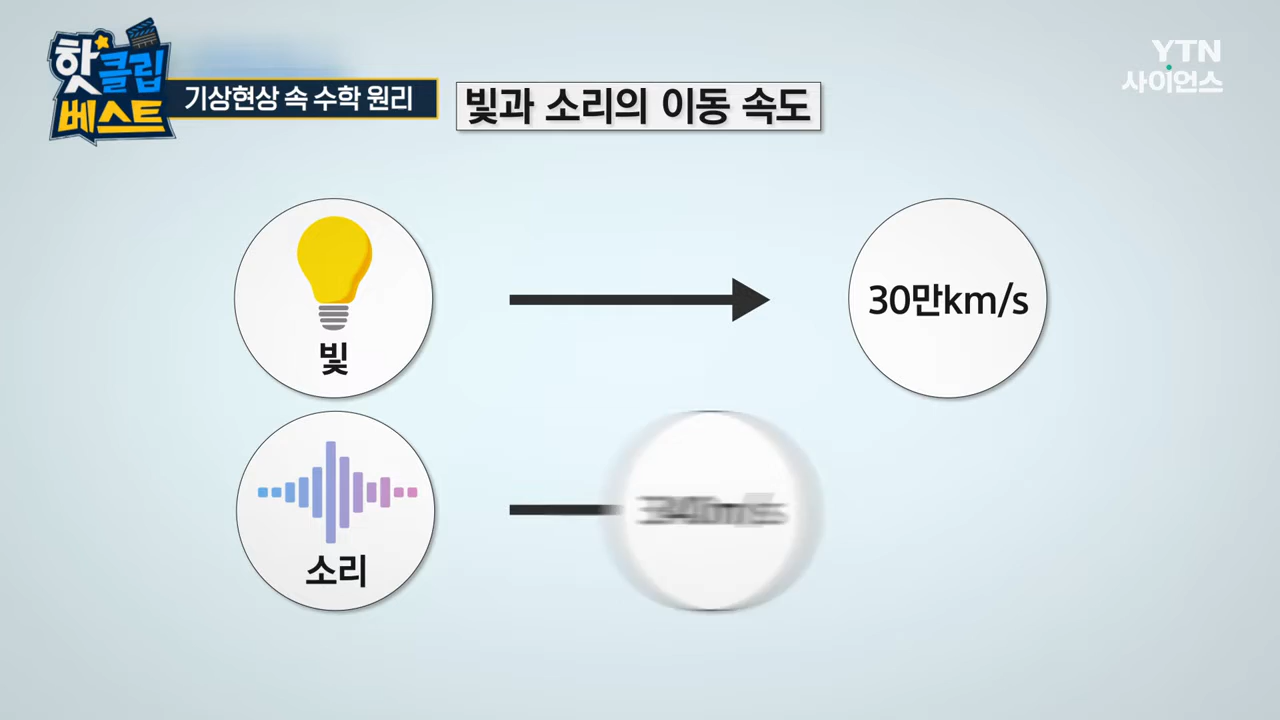 핫클립
베스트
기상현상 속 수학 원리
빛과 소리의 이동 속도
YTN
사이언스
빛
30만km/s
소리
340m/s